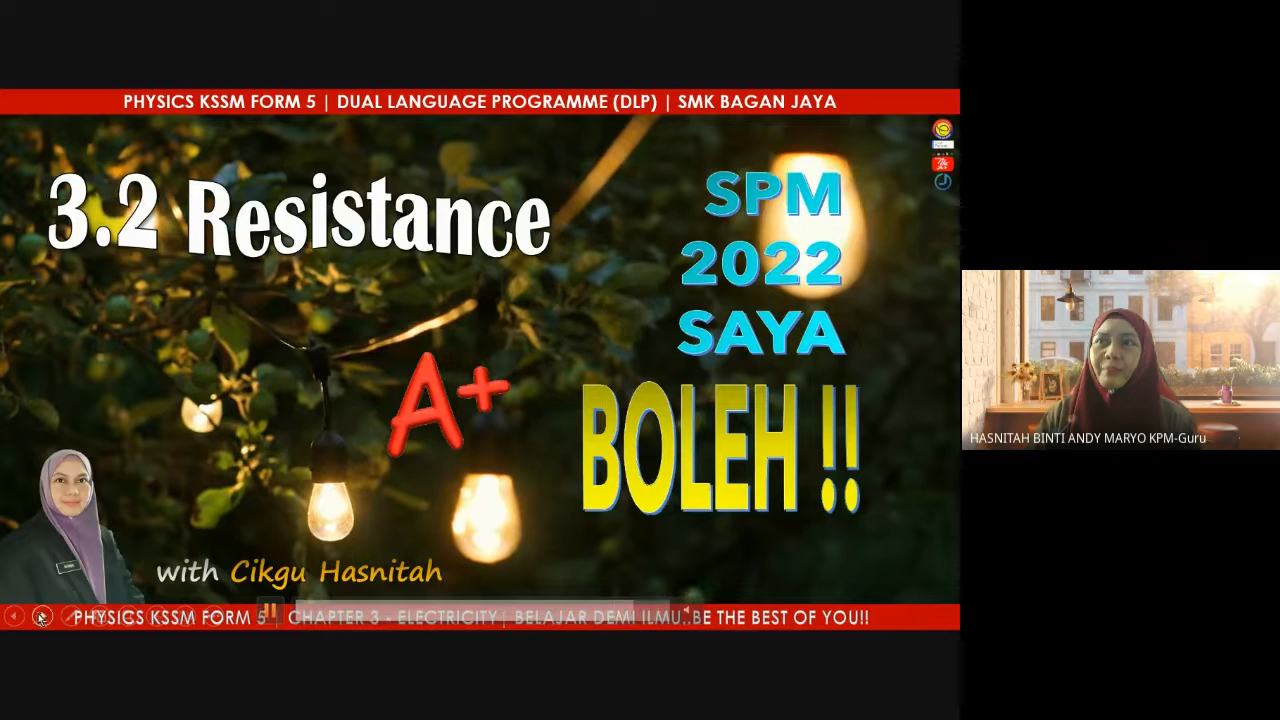 PHYSICS KSSM FORM 5 | DUAL LANGUAGE PROGRAMME (DLP) | SMK BAGAN JAYA
3.2 Resistance
SPM
2022
SAYA
BOLEH !!
A+
with Cikgu Hasnitah
PHYSICS KSSM FORM 5 | CHAPTER 3 - ELECTRICITY | BELAJAR DEMI ILMU..BE THE BEST OF YOU!!
HASNITAH BINTI ANDY MARYO KPM-Guru